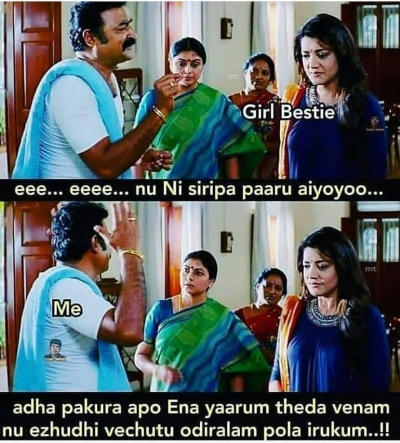 Girl Bestie
eee... eeee... nu Ni siripa paaru aiyoyoo...
Me
adha pakura apo Ena yaarum theda venam
nu ezhudhi vechutu odiralam pola irukum..!!